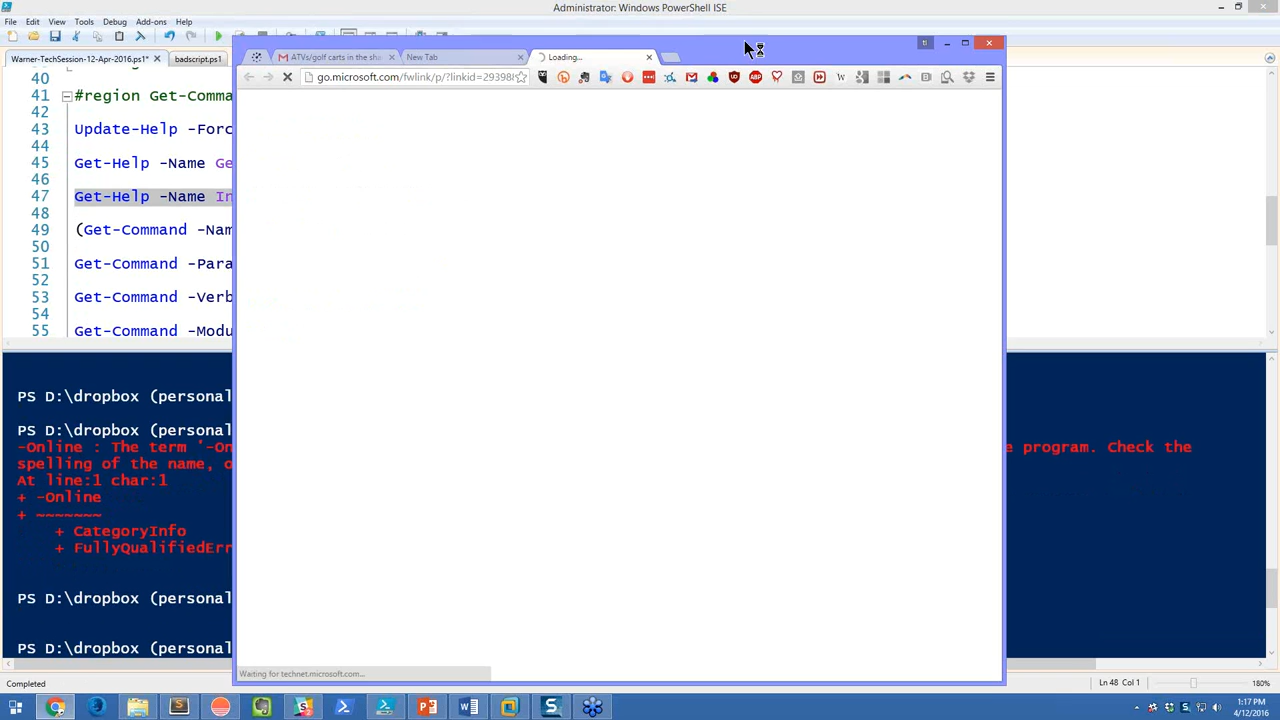 Administrator: Windows PowerShell ISE
File Edit View Tools Debug Add-ons Help
Warner-TechSession-12-Apr-2016.ps1* badscript.ps1
ATVs/golf carts in the sha New Tab Loading...
go.microsoft.com/fwlink/p/?linkid=29398
40
41 #region Get-Comma
42
43 Update-Help -Forc
44
45 Get-Help -Name Ge
46
47 Get-Help -Name In
48
49 (Get-Command -Nam
50
51 Get-Command -Para
52
53 Get-Command -Verb
54
55 Get-Command -Modu
PS D:\dropbox (personal
PS D:\dropbox (personal
-Online : The term '-On e program. Check the
spelling of the name, o
At line:1 char:1
+ -Online
+ ~~~~~~~
+ CategoryInfo
+ FullyQualifiedErr
PS D:\dropbox (personal
PS D:\dropbox (personal
Waiting for technet.microsoft.com...
Completed Ln 48 Col 1 180%
1:17 PM
4/12/2016